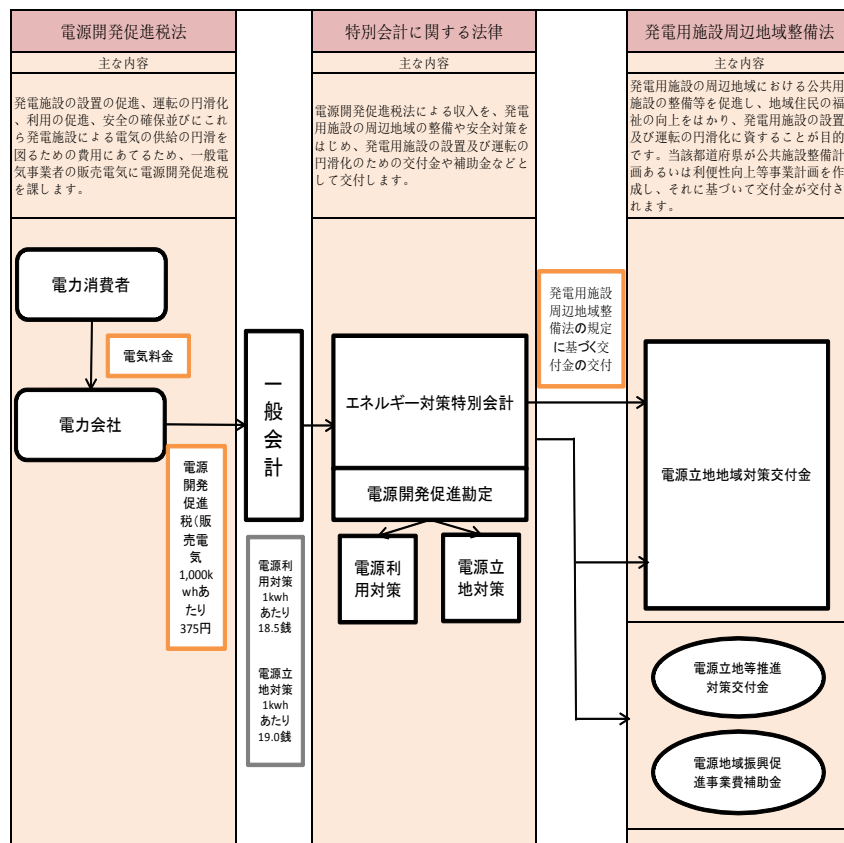 電源開発促進税法
主な内容
発電施設の設置の促進、運転の円滑化
、利用の促進、安全の確保並びにこれ
ら発電施設による電気の供給の円滑を
図るための費用にあてるため、一般電
気事業者の販売電気に電源開発促進税
を課します。
特別会計に関する法律
主な内容
電源開発促進税法による収入を、発電
用施設の周辺地域の整備や安全対策を
はじめ、発電用施設の設置及び運転の
円滑化のための交付金や補助金などと
して交付します。
発電用施設周辺地域整備法
主な内容
発電用施設の周辺地域における公共用
施設の整備等を促進し、地域住民の福
祉の向上をはかり、発電用施設の設置
及び運転の円滑化に資することが目的
です。当該都道府県が公共施設整備計
画あるいは利便性向上等事業計画を作
成し、それに基づいて交付金が交付さ
れます。
電力消費者
電気料金
電力会社
電源
開発
促進
税(販
売電
気
1,000k
whあ
たり
375円
一
般
会
計
電源利
用対策
1kwh
あたり
18.5銭
電源立
地対策
1kwh
あたり
19.0銭
エネルギー対策特別会計
電源開発促進勘定
電源利
用対策
電源立
地対策
発電用施設
周辺地域整
備法の規定
に基づく交
付金の交付
電源立地地域対策交付金
電源立地等推進
対策交付金
電源地域振興促
進事業費補助金